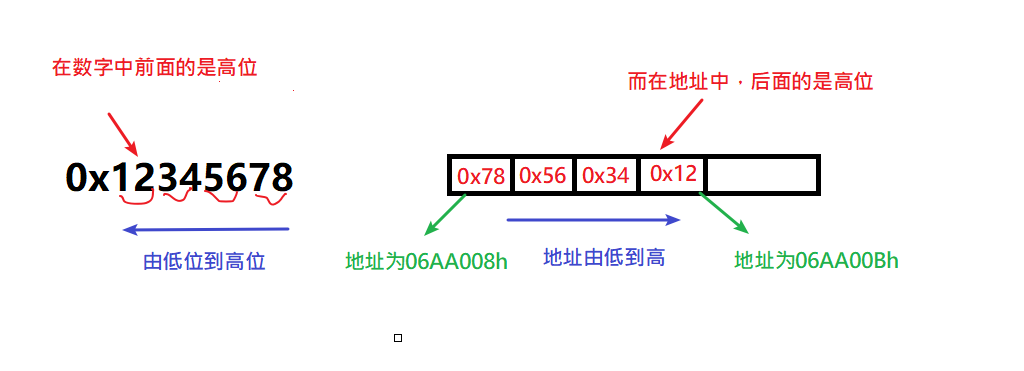 在数字中前面的是高位
而在地址中，后面的是高位
0x12345678
0x78 0x56 0x34 0x12
由低位到高位
地址为06AA008h
地址由低到高
地址为06AA00Bh